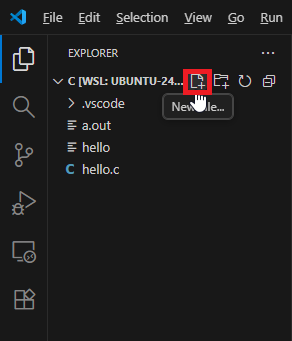 File Edit Selection View Go Run
EXPLORER
C [WSL: UBUNTU-24...
.vscode
New File...
a.out
hello
C hello.c